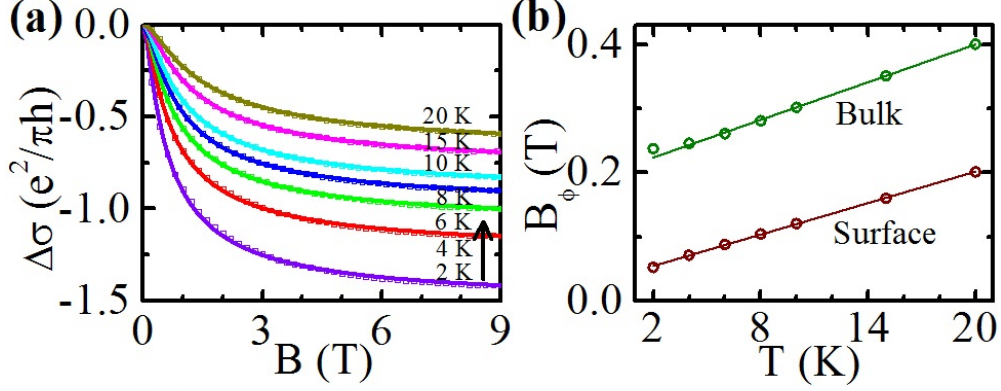 (a)
0.0
-0.5
-1.0
-1.5
Δσ (e²/πh)
20 K
15 K
10 K
8 K
6 K
4 K
2 K
0 3 6 9
B (T)
(b)
0.4
0.2
0.0
B_ϕ (T)
Bulk
Surface
2 8 14 20
T (K)